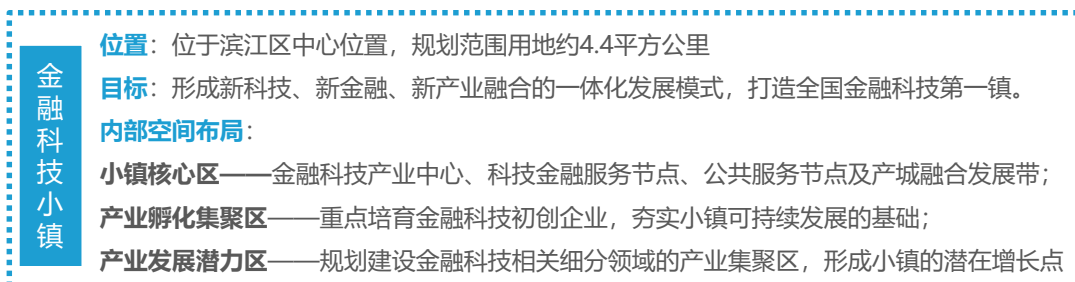 金融科技小镇
位置：位于滨江区中心位置，规划范围用地约4.4平方公里
目标：形成新科技、新金融、新产业融合的一体化发展模式，打造全国金融科技第一镇。
内部空间布局：
小镇核心区——金融科技产业中心、科技金融服务节点、公共服务节点及产城融合发展带；
产业孵化集聚区——重点培育金融科技初创企业，夯实小镇可持续发展的基础；
产业发展潜力区——规划建设金融科技相关细分领域的产业集聚区，形成小镇的潜在增长点